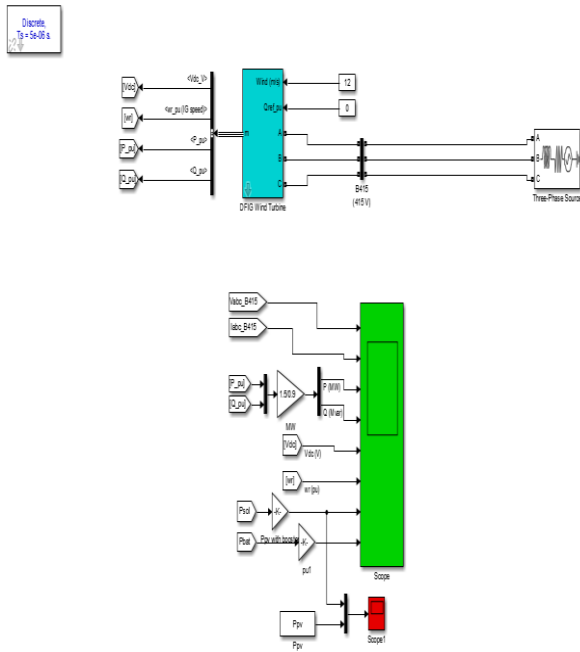 Discrete,
Ts = 5e-06 s.
[Vdc]
<Vdc_V>
[wr]
<wr_pu (IG speed)>
[P_pu]
<P_pu>
[Q_pu]
<Q_pu>
m
Wind (m/s)
Qref_pu
A
B
C
DFIG Wind Turbine
12
0
B415
(415 V)
A
B
C
Three-Phase Source
Vabc_B415
Iabc_B415
[P_pu]
[Q_pu]
1.5/0.9
MW
P (MW)
Q (Mvar)
[Vdc]
Vdc (V)
[wr]
wr (pu)
Psol
-K-
Ppv with
Pbat
-K-
pu1
Scope
Ppv
Ppv
Scope1